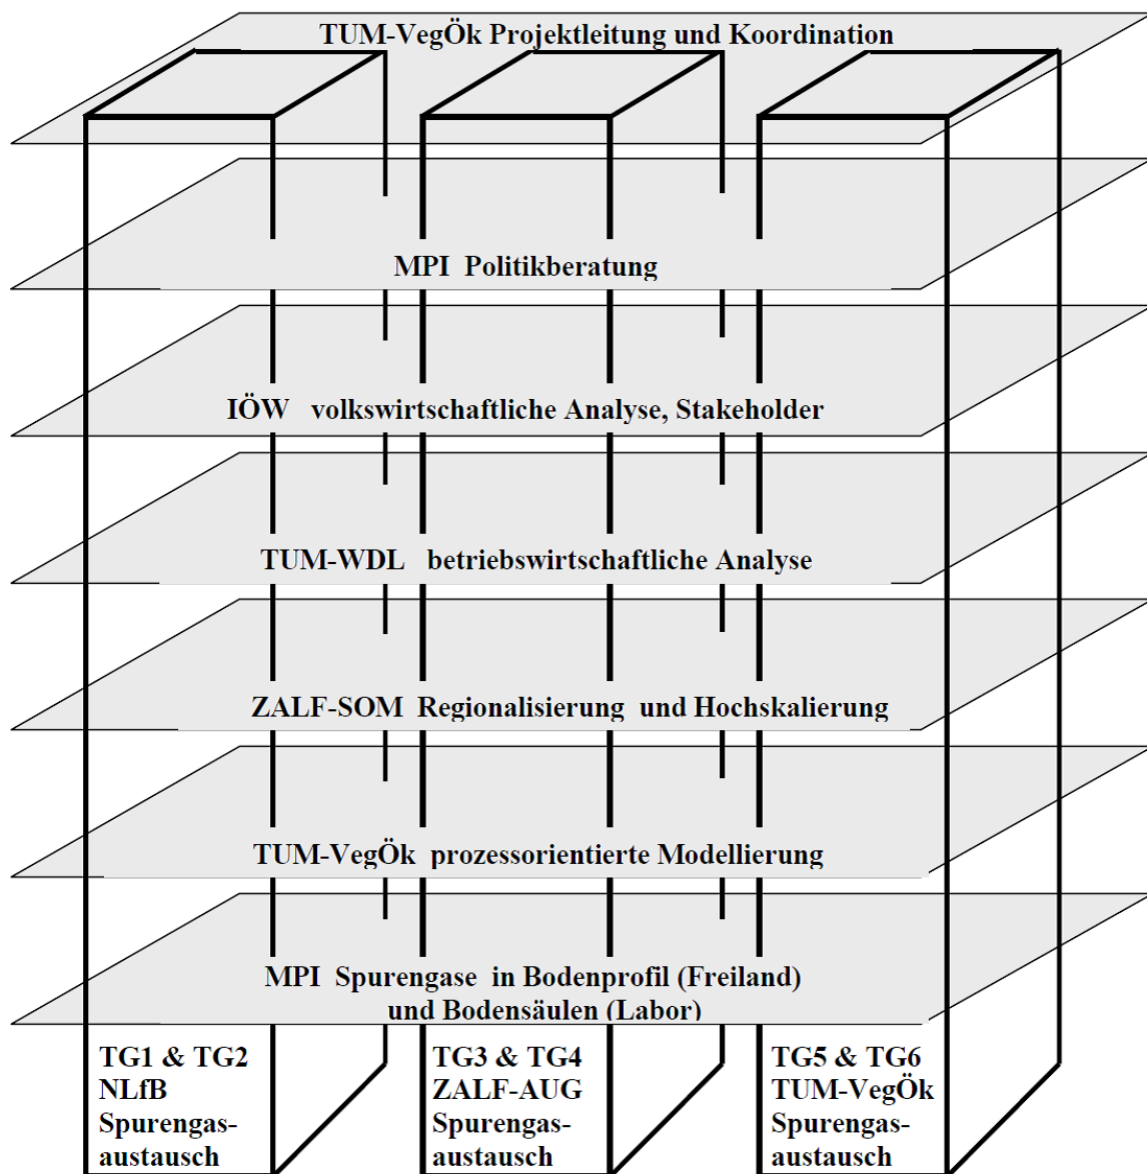 TUM-VegÖk Projektleitung und Koordination
MPI Politikberatung
IÖW volkswirtschaftliche Analyse, Stakeholder
TUM-WDL betriebswirtschaftliche Analyse
ZALF-SOM Regionalisierung und Hochskalierung
TUM-VegÖk prozessorientierte Modellierung
MPI Spurengase in Bodenprofil (Freiland)
und Bodensäulen (Labor)
TG1 & TG2
NLfB
Spurengas-
austausch
TG3 & TG4
ZALF-AUG
Spurengas-
austausch
TG5 & TG6
TUM-VegÖk
Spurengas-
austausch